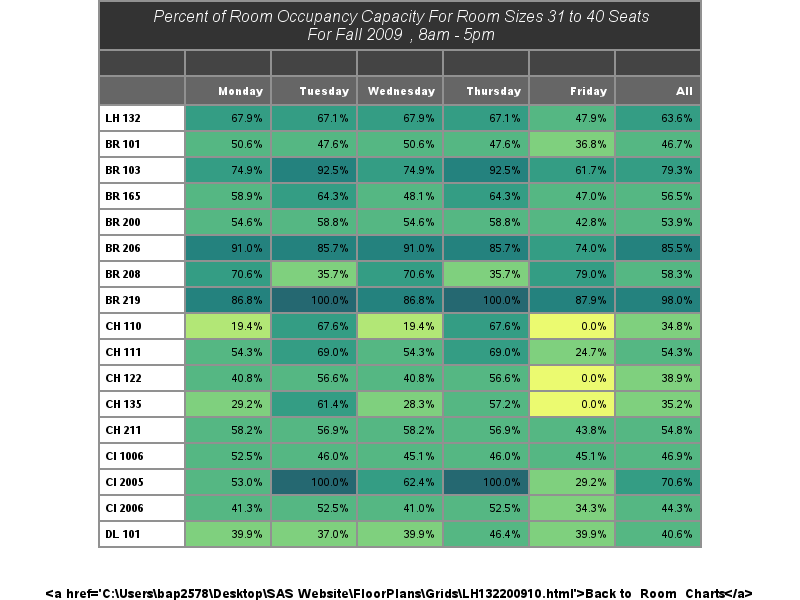 Percent of Room Occupancy Capacity For Room Sizes 31 to 40 Seats
For Fall 2009 , 8am - 5pm
Monday Tuesday Wednesday Thursday Friday All
LH 132 67.9% 67.1% 67.9% 67.1% 47.9% 63.6%
BR 101 50.6% 47.6% 50.6% 47.6% 36.8% 46.7%
BR 103 74.9% 92.5% 74.9% 92.5% 61.7% 79.3%
BR 165 58.9% 64.3% 48.1% 64.3% 47.0% 56.5%
BR 200 54.6% 58.8% 54.6% 58.8% 42.8% 53.9%
BR 206 91.0% 85.7% 91.0% 85.7% 74.0% 85.5%
BR 208 70.6% 35.7% 70.6% 35.7% 79.0% 58.3%
BR 219 86.8% 100.0% 86.8% 100.0% 87.9% 98.0%
CH 110 19.4% 67.6% 19.4% 67.6% 0.0% 34.8%
CH 111 54.3% 69.0% 54.3% 69.0% 24.7% 54.3%
CH 122 40.8% 56.6% 40.8% 56.6% 0.0% 38.9%
CH 135 29.2% 61.4% 28.3% 57.2% 0.0% 35.2%
CH 211 58.2% 56.9% 58.2% 56.9% 43.8% 54.8%
CI 1006 52.5% 46.0% 45.1% 46.0% 45.1% 46.9%
CI 2005 53.0% 100.0% 62.4% 100.0% 29.2% 70.6%
CI 2006 41.3% 52.5% 41.0% 52.5% 34.3% 44.3%
DL 101 39.9% 37.0% 39.9% 46.4% 39.9% 40.6%
<a href='C:\Users\bap2578\Desktop\SAS Website\FloorPlans\Grids\LH132200910.html'>Back to Room Charts</a>